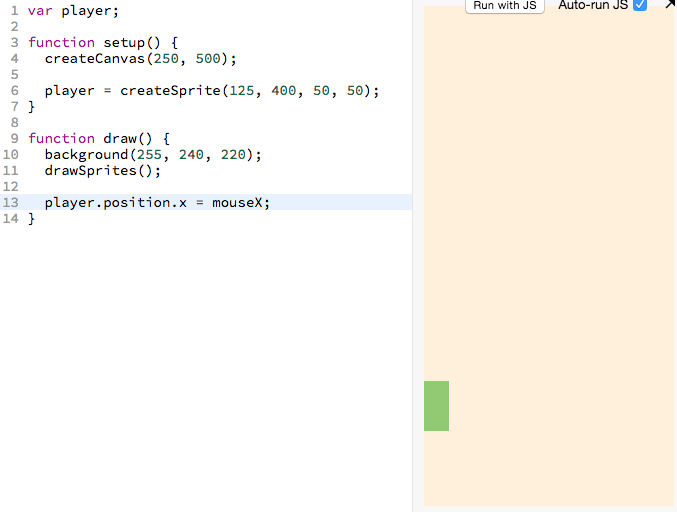 Run with JS Auto-run JS
1 var player;
2
3 function setup() {
4   createCanvas(250, 500);
5
6   player = createSprite(125, 400, 50, 50);
7 }
8
9 function draw() {
10   background(255, 240, 220);
11   drawSprites();
12
13   player.position.x = mouseX;
14 }